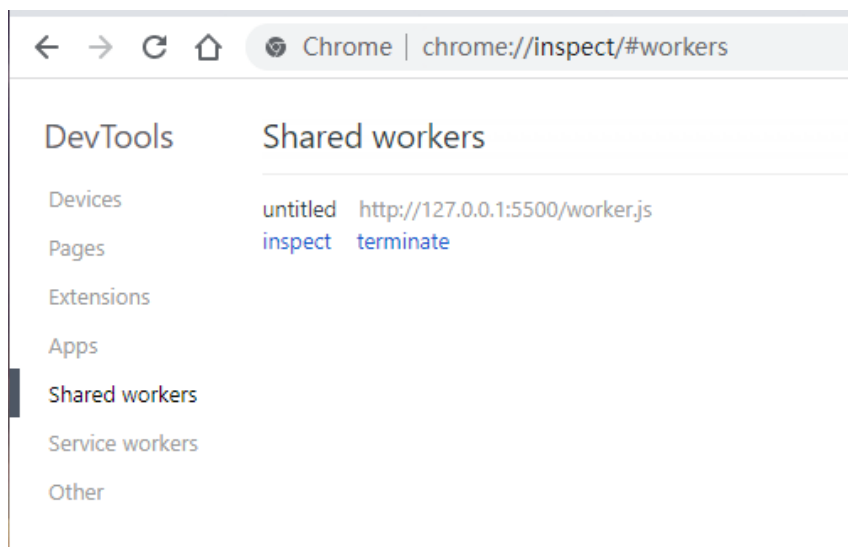 Chrome | chrome://inspect/#workers
DevTools
Devices
Pages
Extensions
Apps
Shared workers
Service workers
Other
Shared workers
untitled http://127.0.0.1:5500/worker.js
inspect terminate